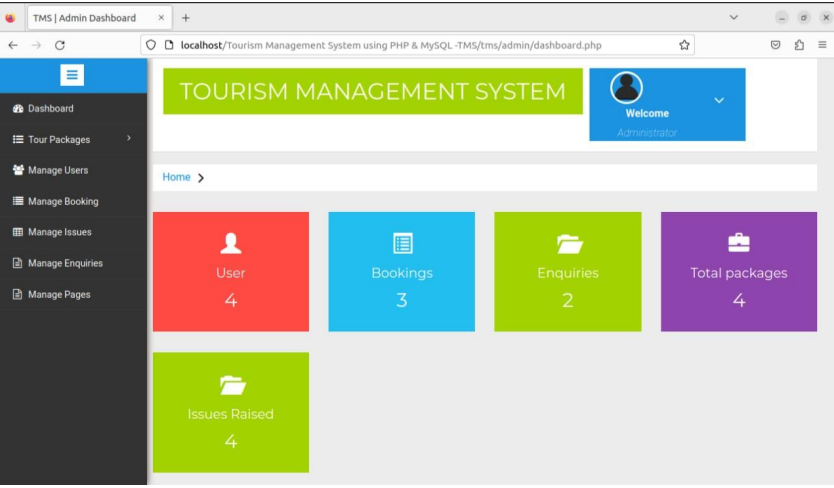 TMS | Admin Dashboard
localhost/Tourism Management System using PHP & MySQL -TMS/tms/admin/dashboard.php
TOURISM MANAGEMENT SYSTEM
Welcome
Administrator
Dashboard
Tour Packages
Manage Users
Manage Booking
Manage Issues
Manage Enquiries
Manage Pages
Home
User
4
Bookings
3
Enquiries
2
Total packages
4
Issues Raised
4